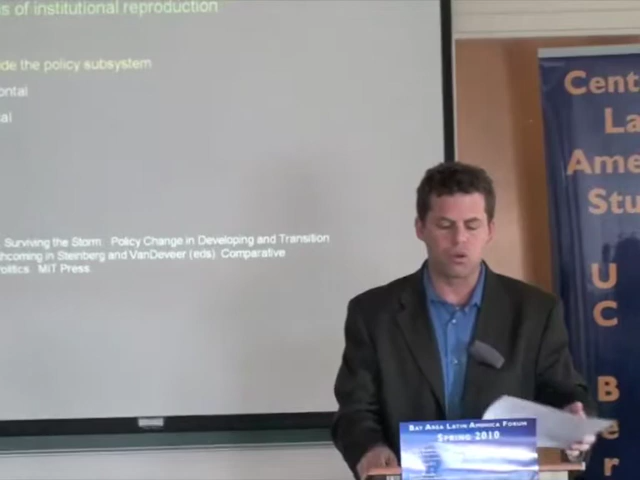 s of institutional reproduction
de the policy subsystem
ontal
al
Surviving the Storm: Policy Change in Developing and Transition
thcoming in Steinberg and VanDeveer (eds) Comparative
Politics. MIT Press.
Cent
La
Ame
Stu
U
C
B
e
r
Bay Area Latin America Forum
Spring 2010